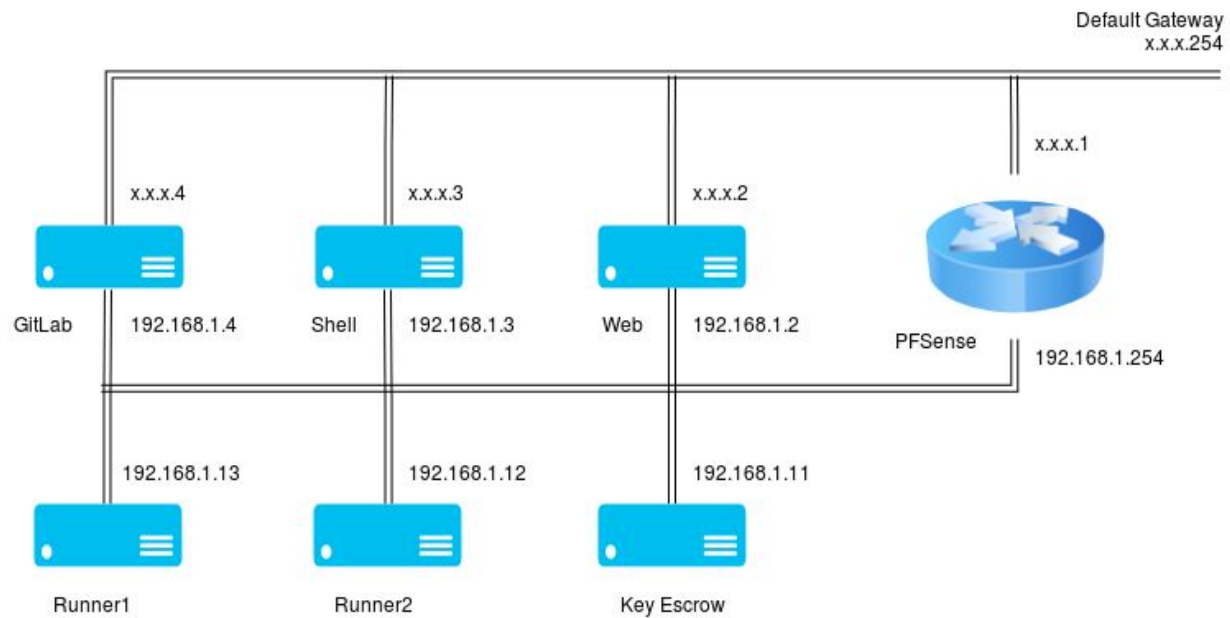 Default Gateway
x.x.x.254
x.x.x.1
x.x.x.4
x.x.x.3
x.x.x.2
GitLab
192.168.1.4
Shell
192.168.1.3
Web
192.168.1.2
PFSense
192.168.1.254
192.168.1.13
192.168.1.12
192.168.1.11
Runner1
Runner2
Key Escrow